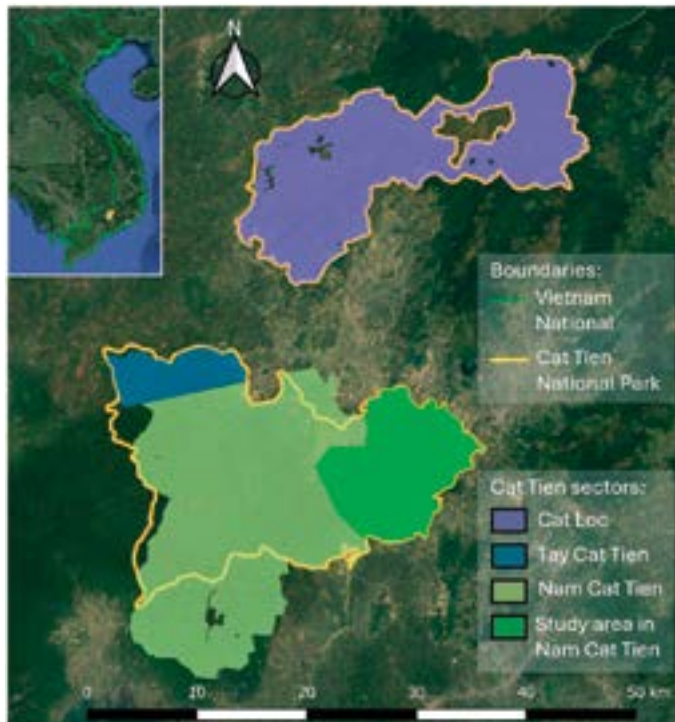 N
Boundaries:
Vietnam
National
Cat Tien
National Park
Cat Tien sectors:
Cat Loc
Tay Cat Tien
Nam Cat Tien
Study area in
Nam Cat Tien
0 10 20 30 40 50 km